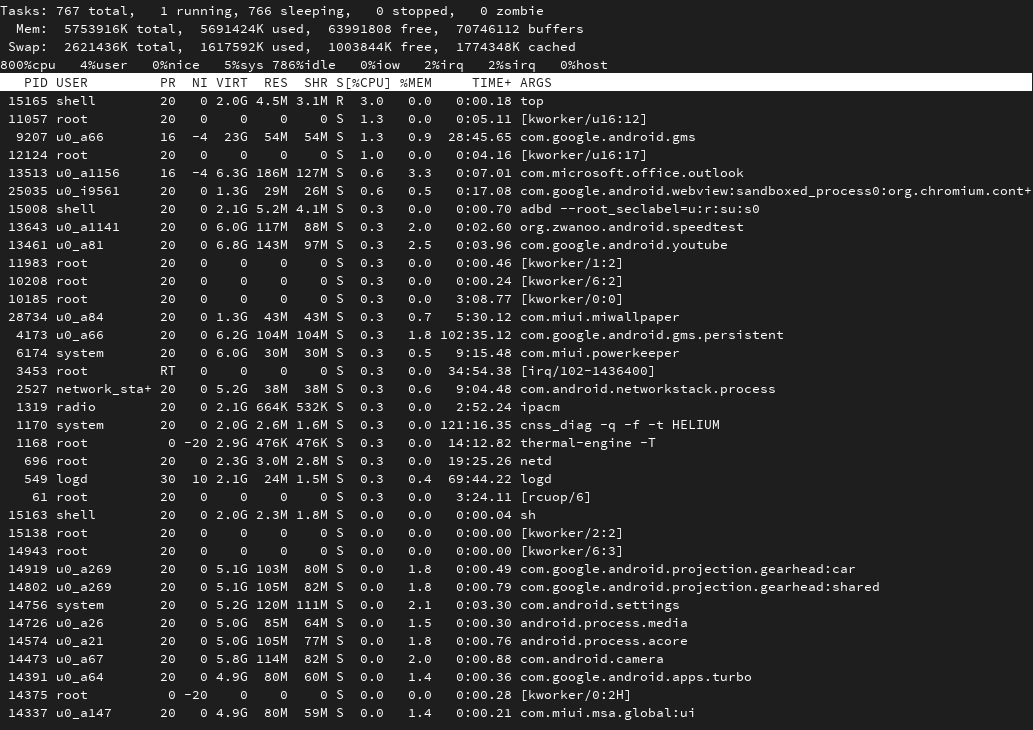 Tasks: 767 total,   1 running, 766 sleeping,   0 stopped,   0 zombie
  Mem:  5753916K total,  5691424K used,  63991808 free,  70746112 buffers
 Swap:  2621436K total,  1617592K used,  1003844K free,  1774348K cached
800%cpu   4%user   0%nice   5%sys 786%idle   0%iow   2%irq   2%sirq   0%host
  PID USER         PR  NI VIRT  RES  SHR S[%CPU] %MEM     TIME+ ARGS
15165 shell        20   0 2.0G 4.5M 3.1M R  3.0   0.0   0:00.18 top
11057 root         20   0    0    0    0 S  1.3   0.0   0:05.11 [kworker/u16:12]
 9207 u0_a66       16  -4  23G  54M  54M S  1.3   0.9  28:45.65 com.google.android.gms
12124 root         20   0    0    0    0 S  1.0   0.0   0:04.16 [kworker/u16:17]
13513 u0_a1156     16  -4 6.3G 186M 127M S  0.6   3.3   0:07.01 com.microsoft.office.outlook
25035 u0_i9561     20   0 1.3G  29M  26M S  0.6   0.5   0:17.08 com.google.android.webview:sandboxed_process0:org.chromium.cont+
15008 shell        20   0 2.1G 5.2M 4.1M S  0.3   0.0   0:00.70 adbd --root_seclabel=u:r:su:s0
13643 u0_a1141     20   0 6.0G 117M  88M S  0.3   2.0   0:02.60 org.zwanoo.android.speedtest
13461 u0_a81       20   0 6.8G 143M  97M S  0.3   2.5   0:03.96 com.google.android.youtube
11983 root         20   0    0    0    0 S  0.3   0.0   0:00.46 [kworker/1:2]
10208 root         20   0    0    0    0 S  0.3   0.0   0:00.24 [kworker/6:2]
10185 root         20   0    0    0    0 S  0.3   0.0   3:08.77 [kworker/0:0]
28734 u0_a84       20   0 1.3G  43M  43M S  0.3   0.7   5:30.12 com.miui.miwallpaper
 4173 u0_a66       20   0 6.2G 104M 104M S  0.3   1.8 102:35.12 com.google.android.gms.persistent
 6174 system       20   0 6.0G  30M  30M S  0.3   0.5   9:15.48 com.miui.powerkeeper
 3453 root         RT   0    0    0    0 S  0.3   0.0  34:54.38 [irq/102-1436400]
 2527 network_sta+ 20   0 5.2G  38M  38M S  0.3   0.6   9:04.48 com.android.networkstack.process
 1319 radio        20   0 2.1G 664K 532K S  0.3   0.0   2:52.24 ipacm
 1170 system       20   0 2.0G 2.6M 1.6M S  0.3   0.0 121:16.35 cnss_diag -q -f -t HELIUM
 1168 root          0 -20 2.9G 476K 476K S  0.3   0.0  14:12.82 thermal-engine -T
  696 root         20   0 2.3G 3.0M 2.8M S  0.3   0.0  19:25.26 netd
  549 logd         30  10 2.1G  24M 1.5M S  0.3   0.4  69:44.22 logd
   61 root         20   0    0    0    0 S  0.3   0.0   3:24.11 [rcuop/6]
15163 shell        20   0 2.0G 2.3M 1.8M S  0.0   0.0   0:00.04 sh
15138 root         20   0    0    0    0 S  0.0   0.0   0:00.00 [kworker/2:2]
14943 root         20   0    0    0    0 S  0.0   0.0   0:00.00 [kworker/6:3]
14919 u0_a269      20   0 5.1G 103M  80M S  0.0   1.8   0:00.49 com.google.android.projection.gearhead:car
14802 u0_a269      20   0 5.1G 105M  82M S  0.0   1.8   0:00.79 com.google.android.projection.gearhead:shared
14756 system       20   0 5.2G 120M 111M S  0.0   2.1   0:03.30 com.android.settings
14726 u0_a26       20   0 5.0G  85M  64M S  0.0   1.5   0:00.30 android.process.media
14574 u0_a21       20   0 5.0G 105M  77M S  0.0   1.8   0:00.76 android.process.acore
14473 u0_a67       20   0 5.8G 114M  82M S  0.0   2.0   0:00.88 com.android.camera
14391 u0_a64       20   0 4.9G  80M  60M S  0.0   1.4   0:00.36 com.google.android.apps.turbo
14375 root          0 -20    0    0    0 S  0.0   0.0   0:00.28 [kworker/0:2H]
14337 u0_a147      20   0 4.9G  80M  59M S  0.0   1.4   0:00.21 com.miui.msa.global:ui